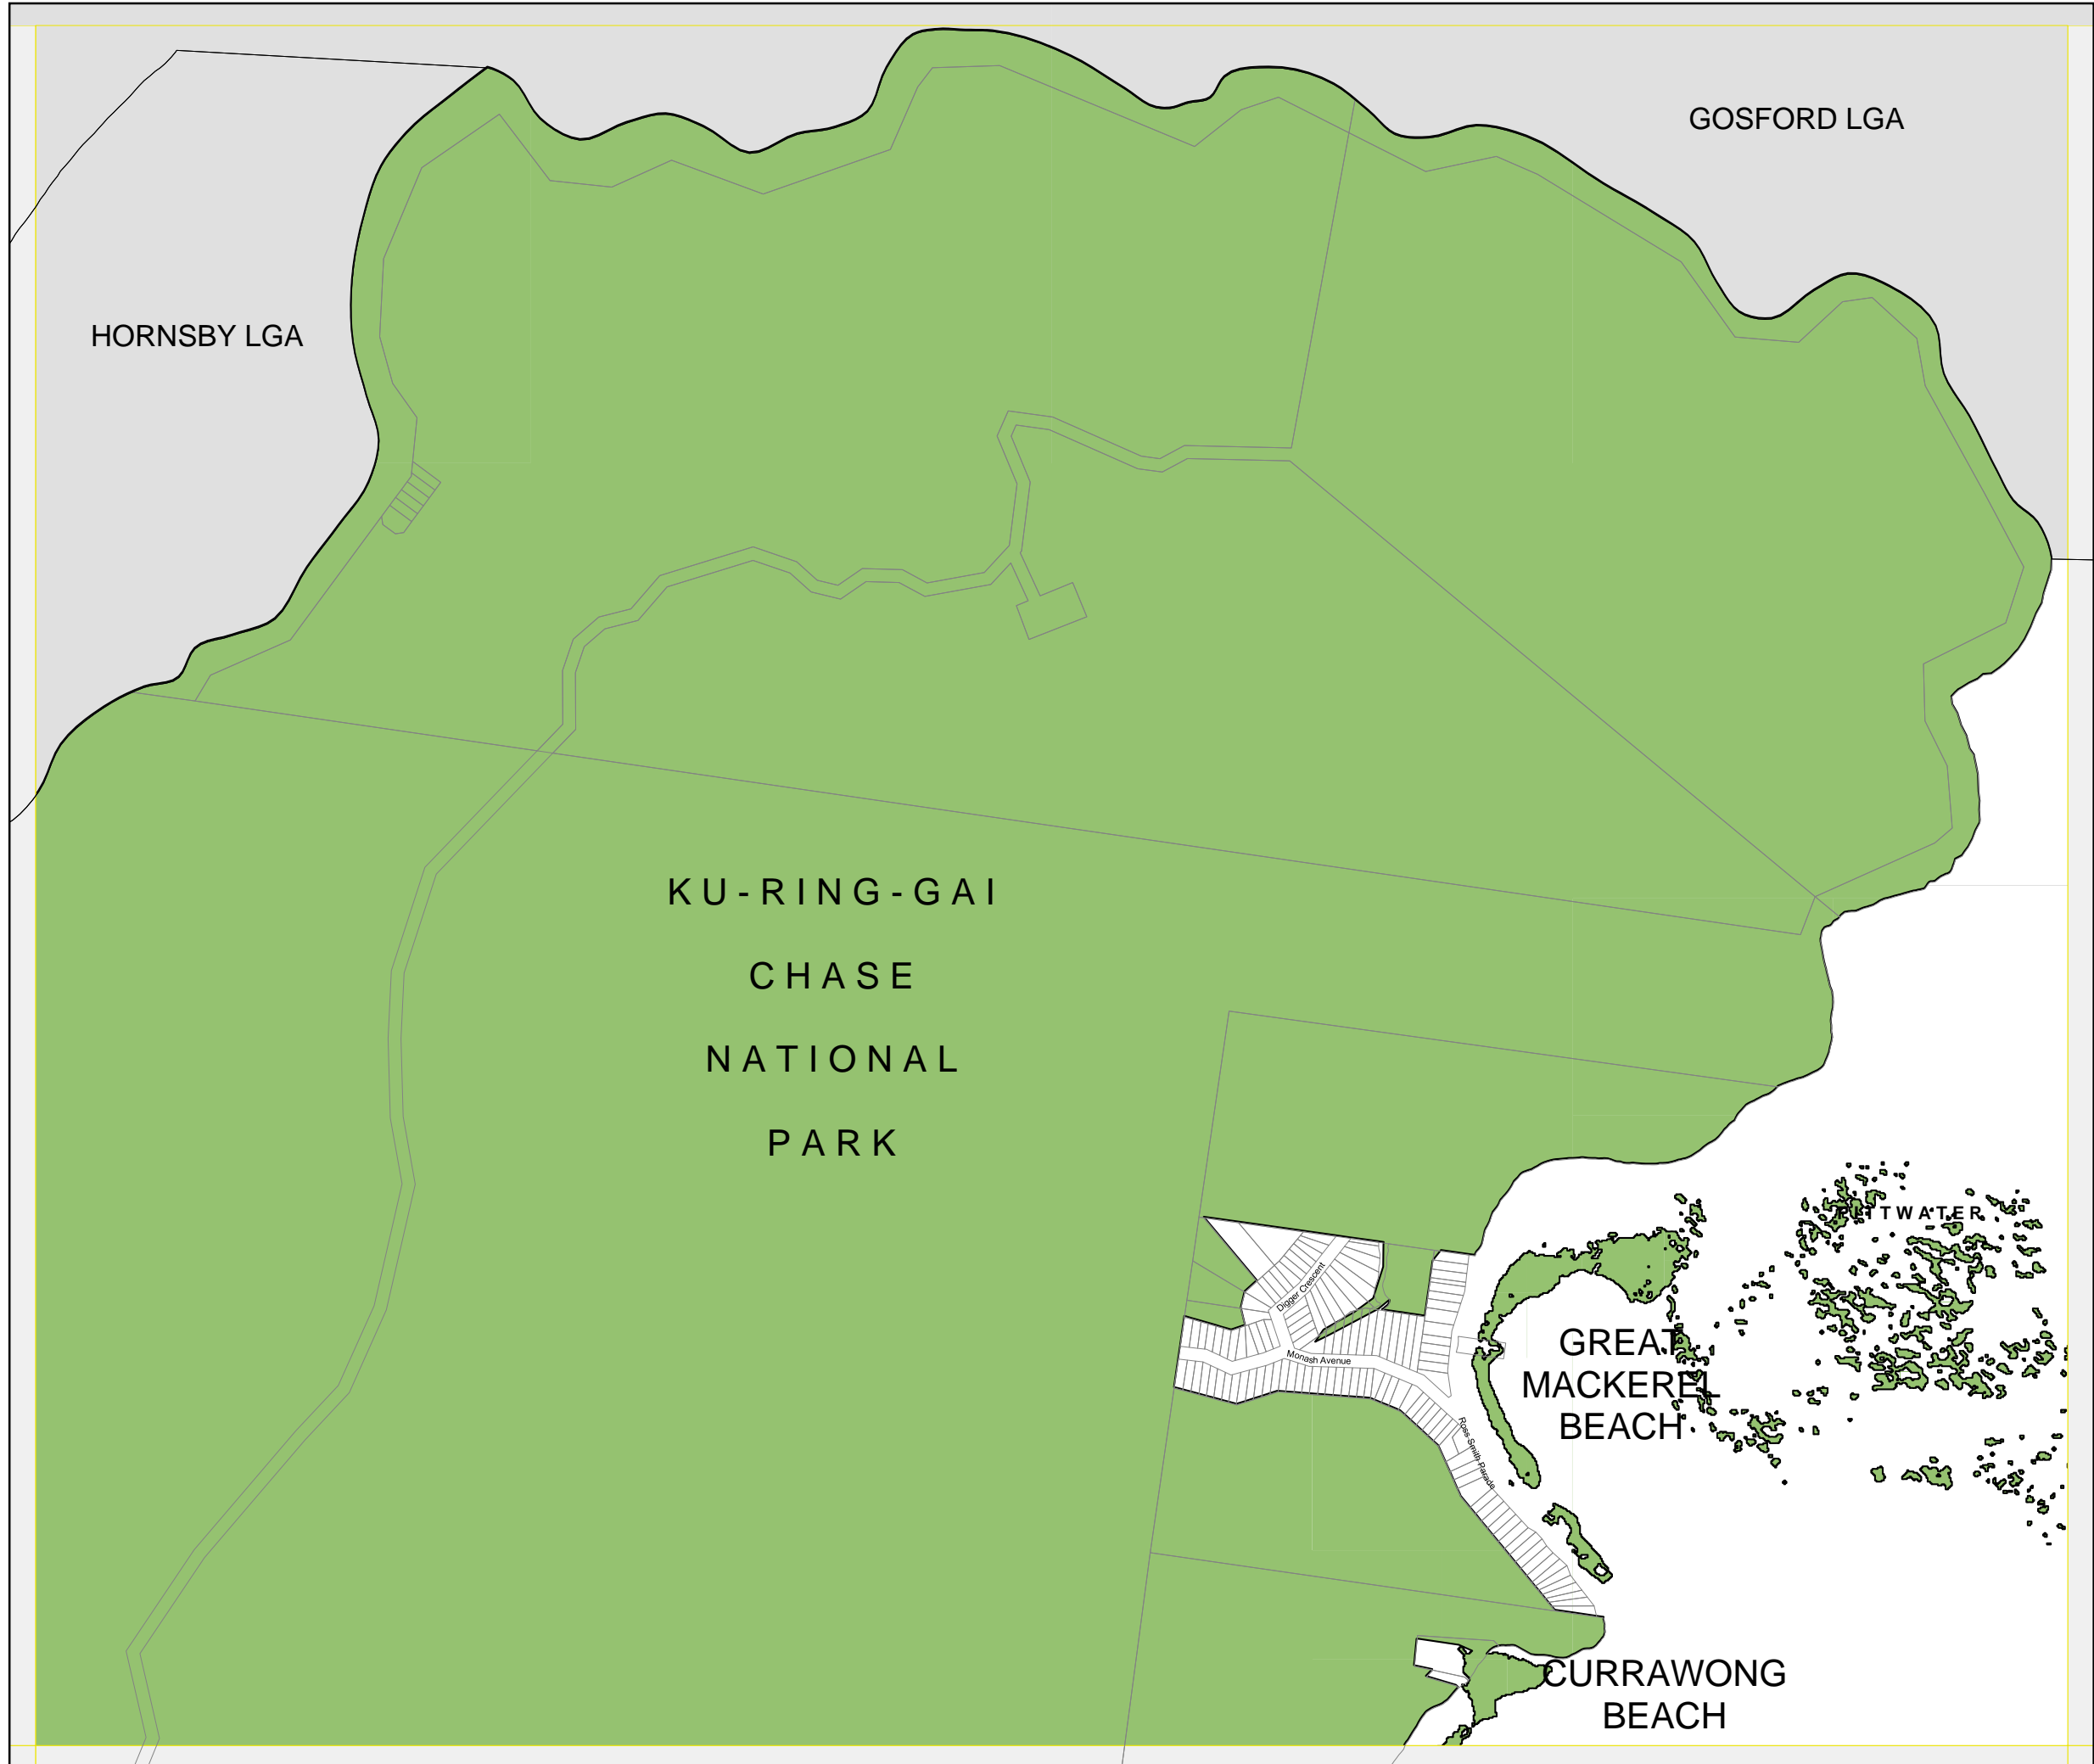 GOSFORD LGA
HORNSBY LGA
KU-RING-GAI
CHASE
NATIONAL
PARK
PITTWATER
Digger Crescent
Monash Avenue
Ross Smith Parade
GREAT
MACKEREL
BEACH
CURRAWONG
BEACH